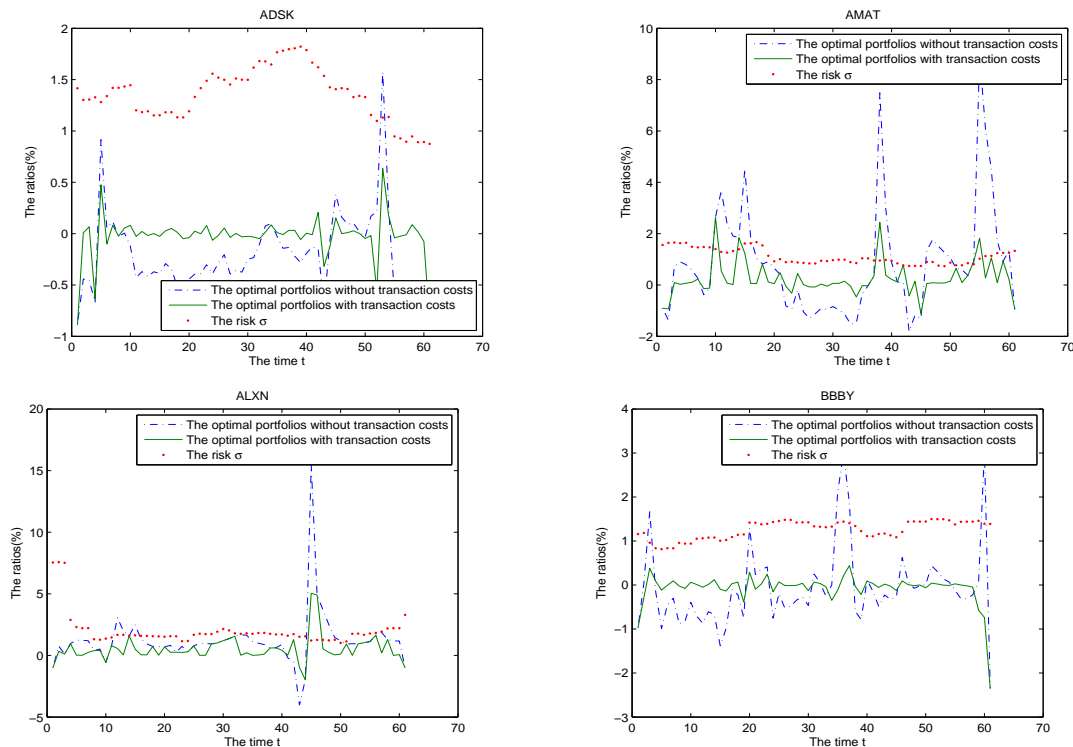 ADSK
2
1.5
1
0.5
0
−0.5
−1
The ratios(%)
The optimal portfolios without transaction costs
The optimal portfolios with transaction costs
The risk σ
0 10 20 30 40 50 60 70
The time t
AMAT
10
8
6
4
2
0
−2
The ratios(%)
The optimal portfolios without transaction costs
The optimal portfolios with transaction costs
The risk σ
0 10 20 30 40 50 60 70
The time t
ALXN
20
15
10
5
0
−5
The ratios(%)
The optimal portfolios without transaction costs
The optimal portfolios with transaction costs
The risk σ
0 10 20 30 40 50 60 70
The time t
BBBY
4
3
2
1
0
−1
−2
−3
The ratios(%)
The optimal portfolios without transaction costs
The optimal portfolios with transaction costs
The risk σ
0 10 20 30 40 50 60 70
The time t